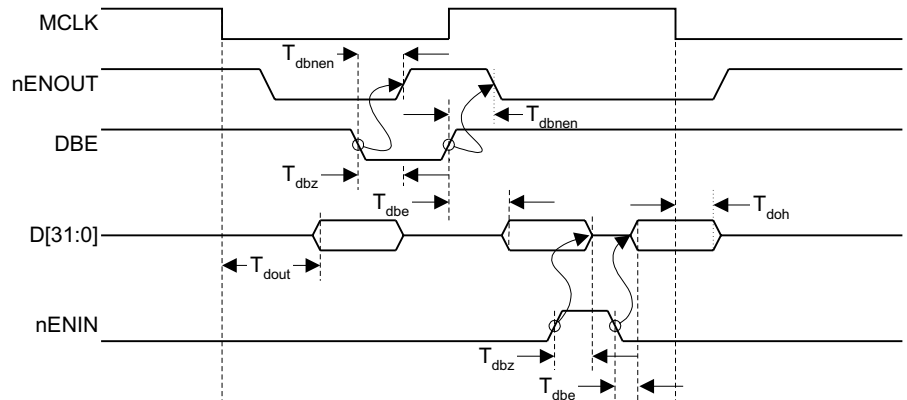 MCLK
T_dbnen
nENOUT
T_dbnen
DBE
T_dbz
T_dbe
T_doh
D[31:0]
T_dout
nENIN
T_dbz
T_dbe